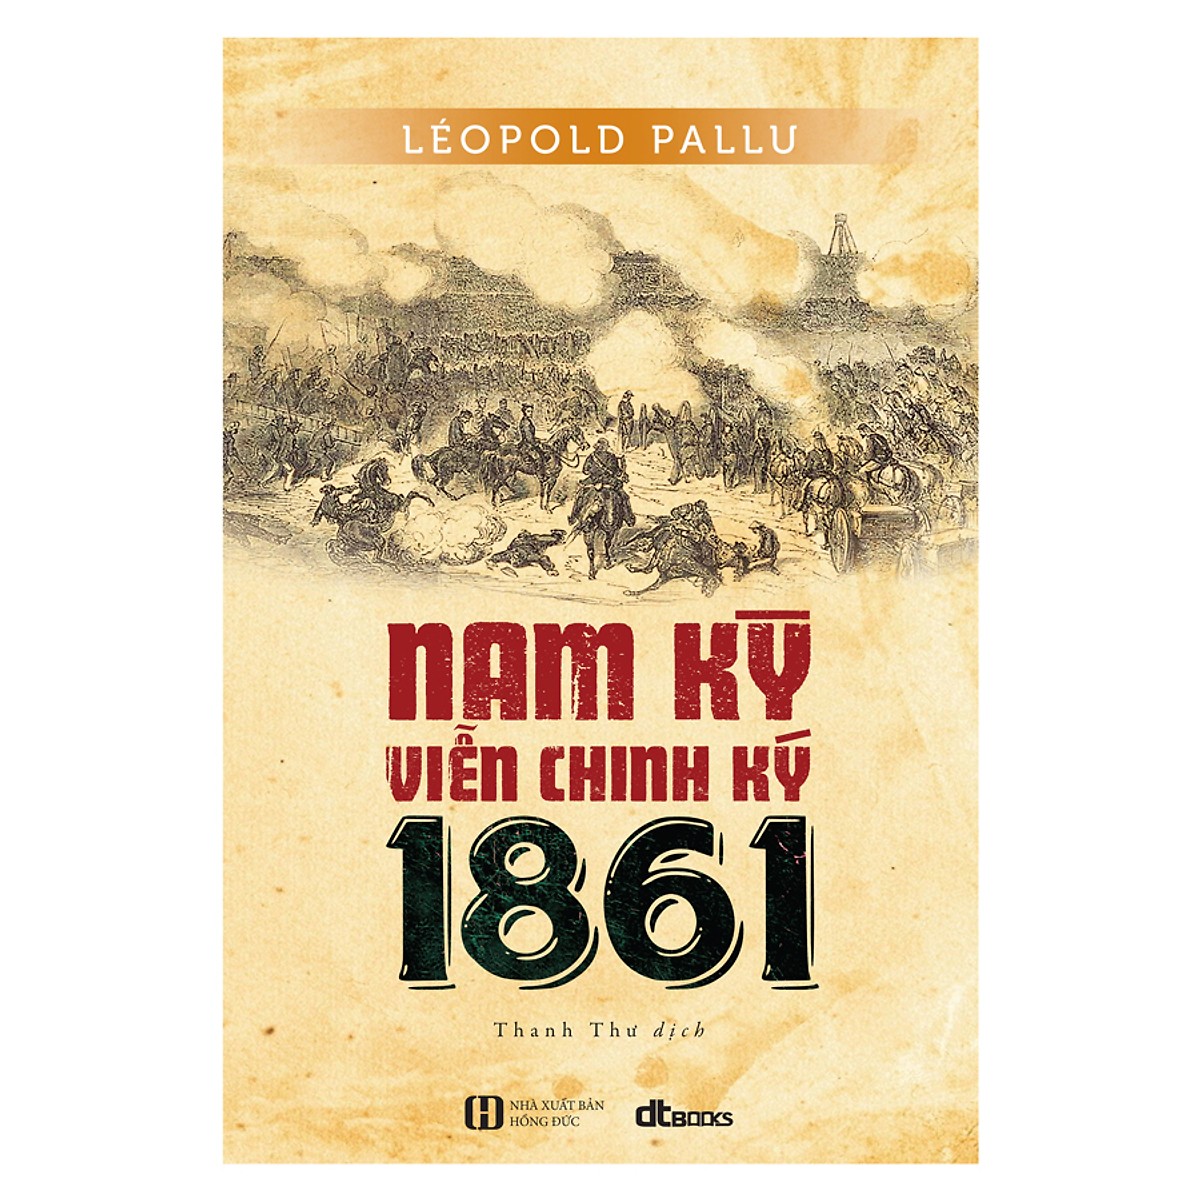 LÉOPOLD PALLU
NAM KỲ
VIỄN CHINH KÝ
1861
Thanh Thư dịch
NHÀ XUẤT BẢN
HỒNG ĐỨC
dtBOOKS